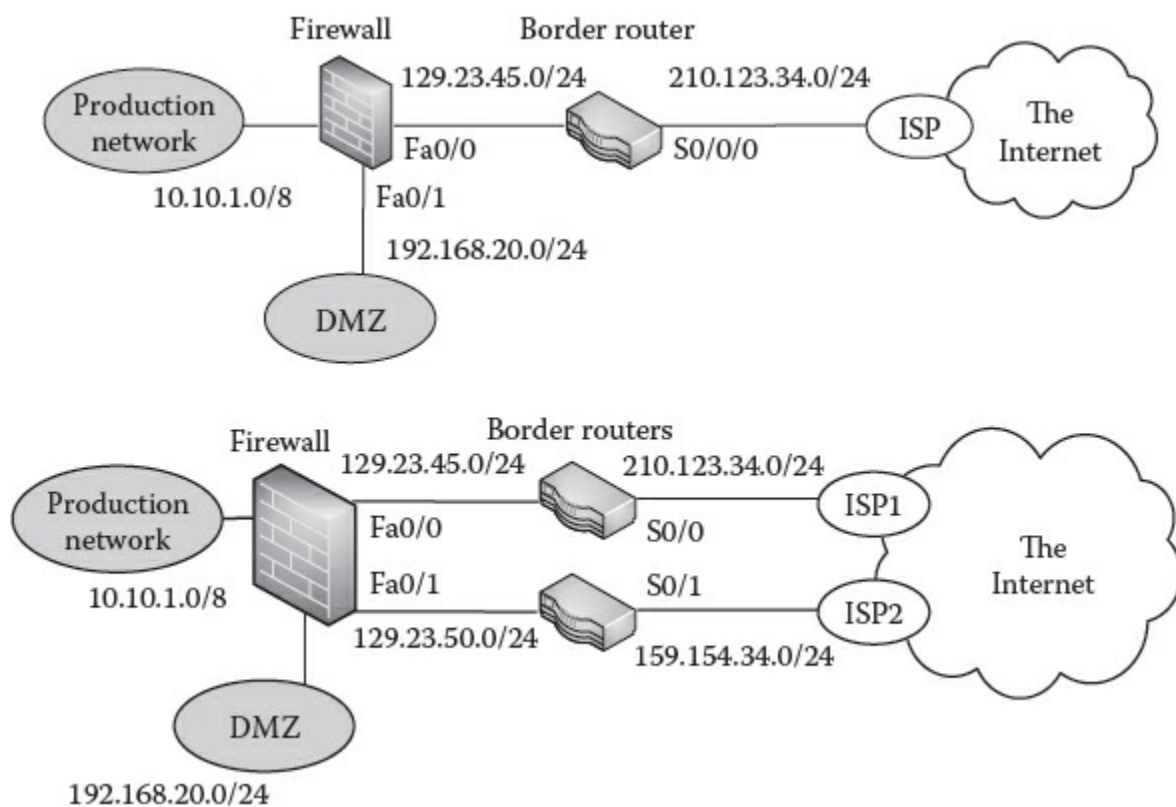 Firewall
Border router
129.23.45.0/24
210.123.34.0/24
Production
network
ISP
The
Internet
Fa0/0
S0/0/0
10.10.1.0/8
Fa0/1
192.168.20.0/24
DMZ
Border routers
Firewall
129.23.45.0/24
210.123.34.0/24
Production
network
ISP1
Fa0/0
S0/0
The
Internet
10.10.1.0/8
Fa0/1
S0/1
ISP2
129.23.50.0/24
159.154.34.0/24
DMZ
192.168.20.0/24